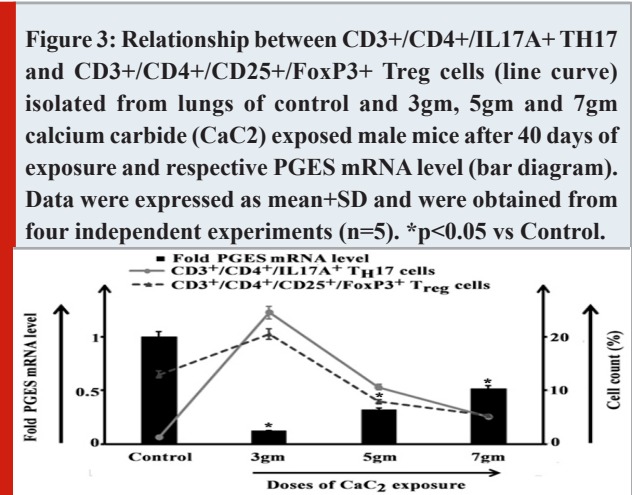 Figure 3: Relationship between CD3+/CD4+/IL17A+ TH17
and CD3+/CD4+/CD25+/FoxP3+ Treg cells (line curve)
isolated from lungs of control and 3gm, 5gm and 7gm
calcium carbide (CaC2) exposed male mice after 40 days of
exposure and respective PGES mRNA level (bar diagram).
Data were expressed as mean+SD and were obtained from
four independent experiments (n=5). *p<0.05 vs Control.
Fold PGES mRNA level
CD3⁺/CD4⁺/IL17A⁺ TH17 cells
CD3⁺/CD4⁺/CD25⁺/FoxP3⁺ Treg cells
Fold PGES mRNA level
1
0.5
0
*
*
*
20
10
0
Cell count (%)
Control 3gm 5gm 7gm
Doses of CaC₂ exposure